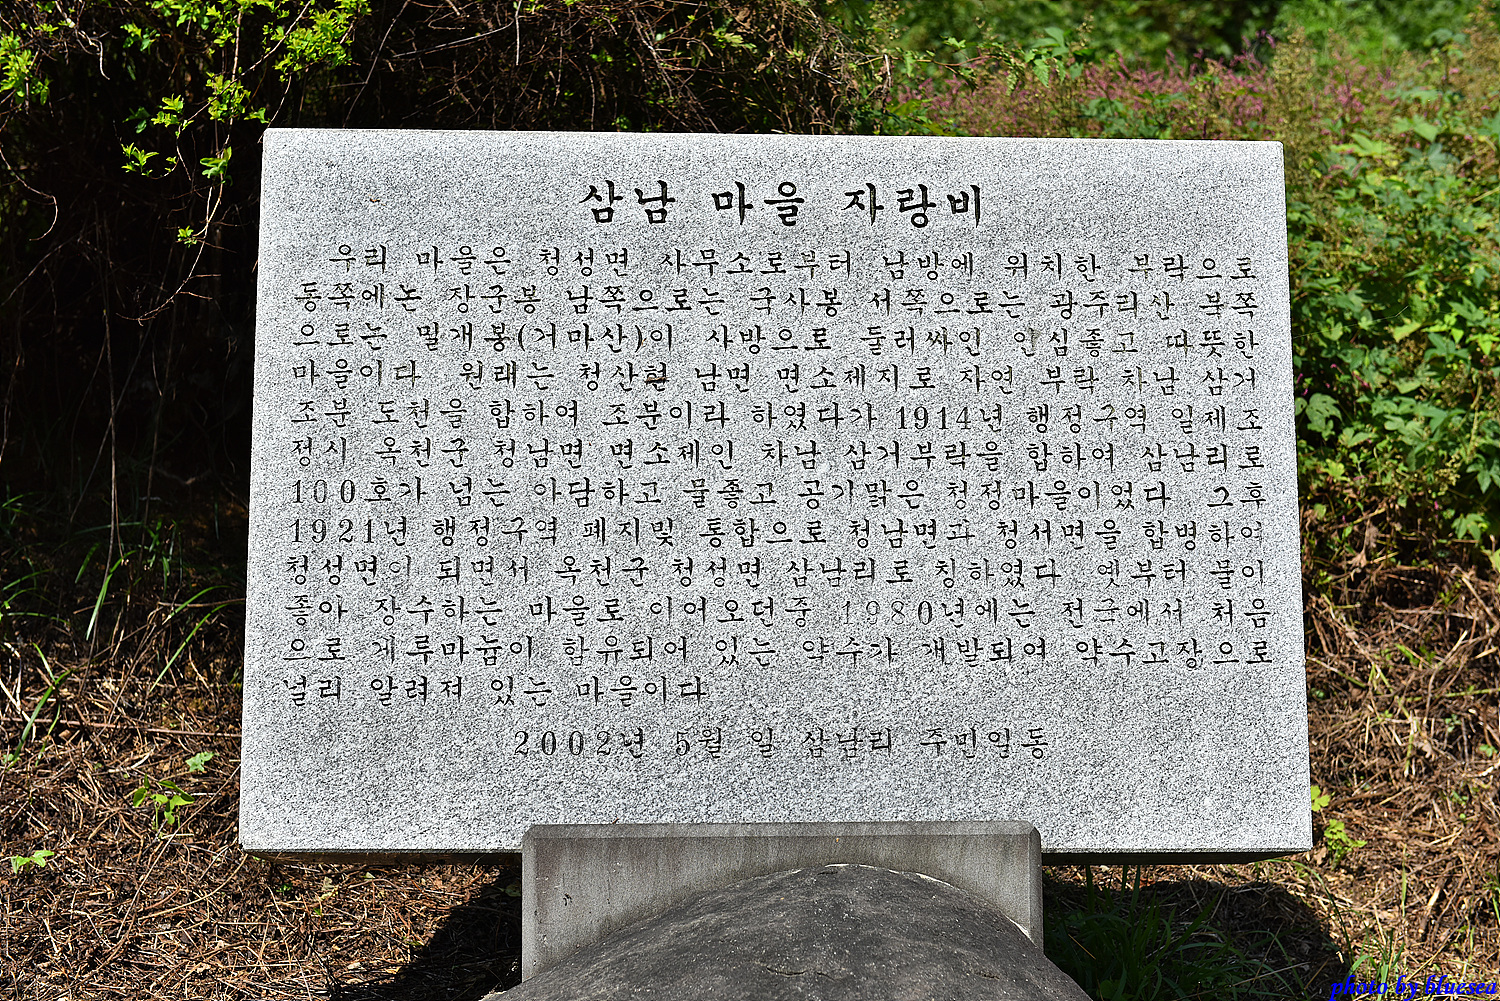 삼남 마을 자랑비
우리 마을은 청성면 사무소로부터 남방에 위치한 부락으로
동쪽에논 장군봉 남쪽으로는 국사봉 서쪽으로는 광주리산 북쪽
으로는 밀개봉(거마산)이 사방으로 둘러싸인 인심좋고 따뜻한
마을이다 원래는 청산현 남면 면소제지로 자연 부락 차남 삼거
조분 도천을 합하여 조분이라 하였다가 1914년 행정구역 일제조
정시 옥천군 청남면 면소제인 차남 삼거부락을 합하여 삼남리로
100호가 넘는 아담하고 물좋고 공기맑은 청정마을이었다 그후
1921년 행정구역 폐지및 통합으로 청남면과 청서면을 합병하여
청성면이 되면서 옥천군 청성면 삼남리로 칭하였다 옛부터 물이
좋아 장수하는 마을로 이어오던중 1980년에는 전국에서 처음
으로 게루마늄이 함유되어 있는 약수가 개발되여 약수고장으로
널리 알려져 있는 마을이다
2002년 5월 일 삼남리 주민일동
photo by bluesea